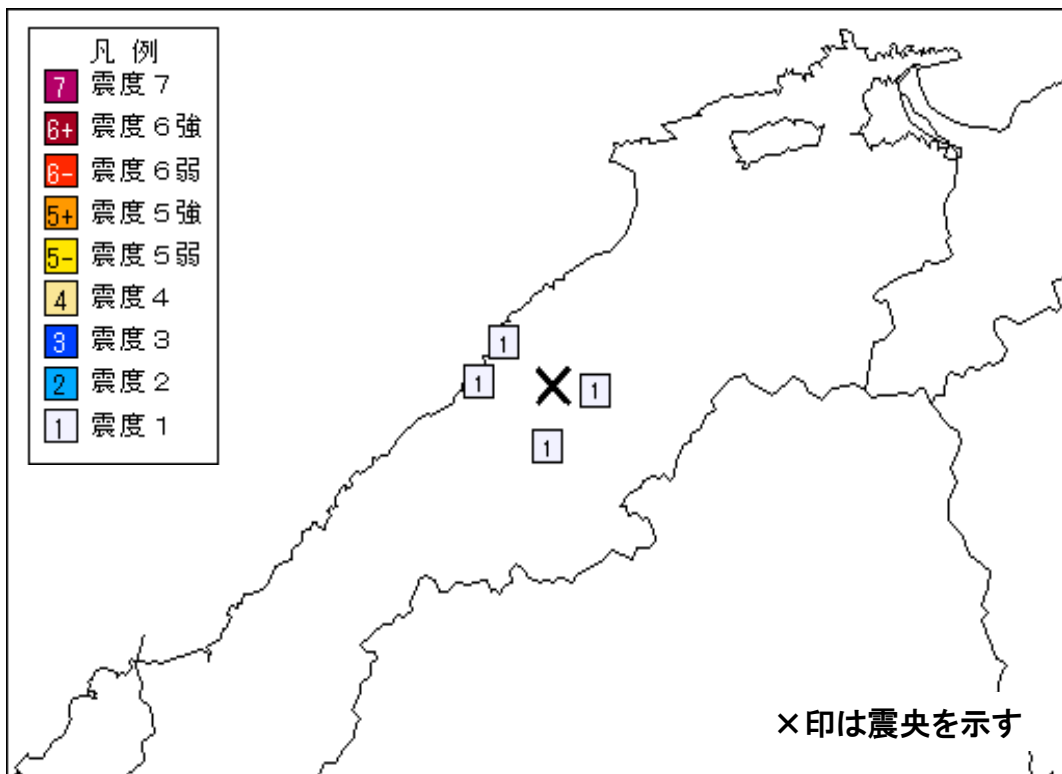 凡 例
7 震度７
6+ 震度６強
6- 震度６弱
5+ 震度５強
5- 震度５弱
4 震度４
3 震度３
2 震度２
1 震度１
1
1
1
1
×印は震央を示す